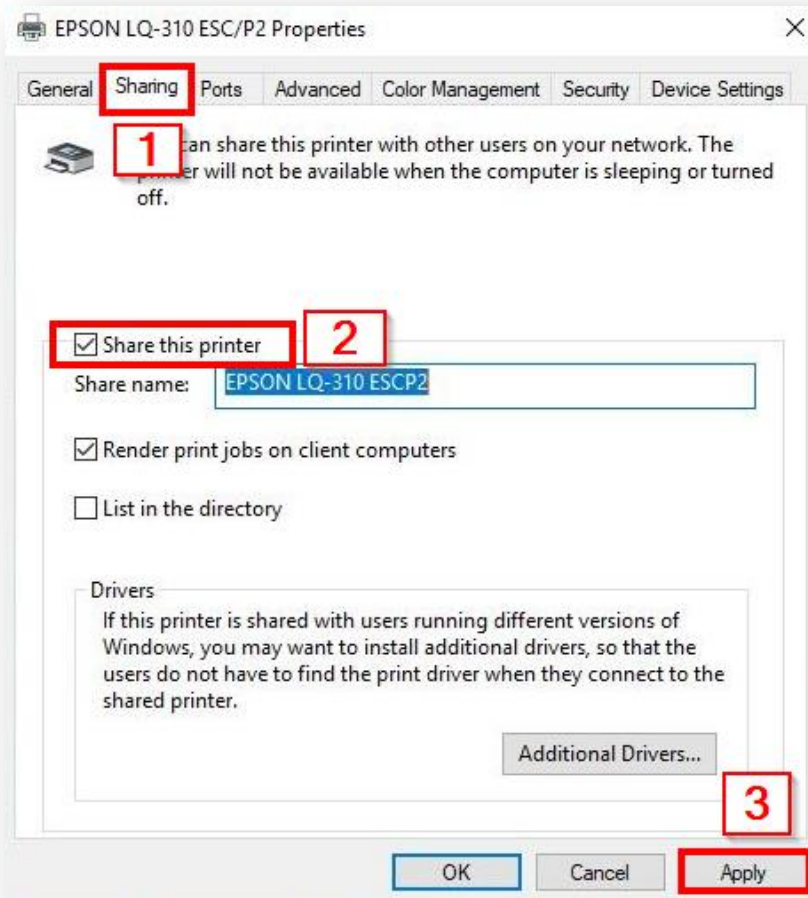 EPSON LQ-310 ESC/P2 Properties
General Sharing Ports Advanced Color Management Security Device Settings
1
can share this printer with other users on your network. The
will not be available when the computer is sleeping or turned
off.
Share this printer
2
Share name: EPSON LQ-310 ESCP2
Render print jobs on client computers
List in the directory
Drivers
If this printer is shared with users running different versions of
Windows, you may want to install additional drivers, so that the
users do not have to find the print driver when they connect to the
shared printer.
Additional Drivers...
3
OK Cancel Apply